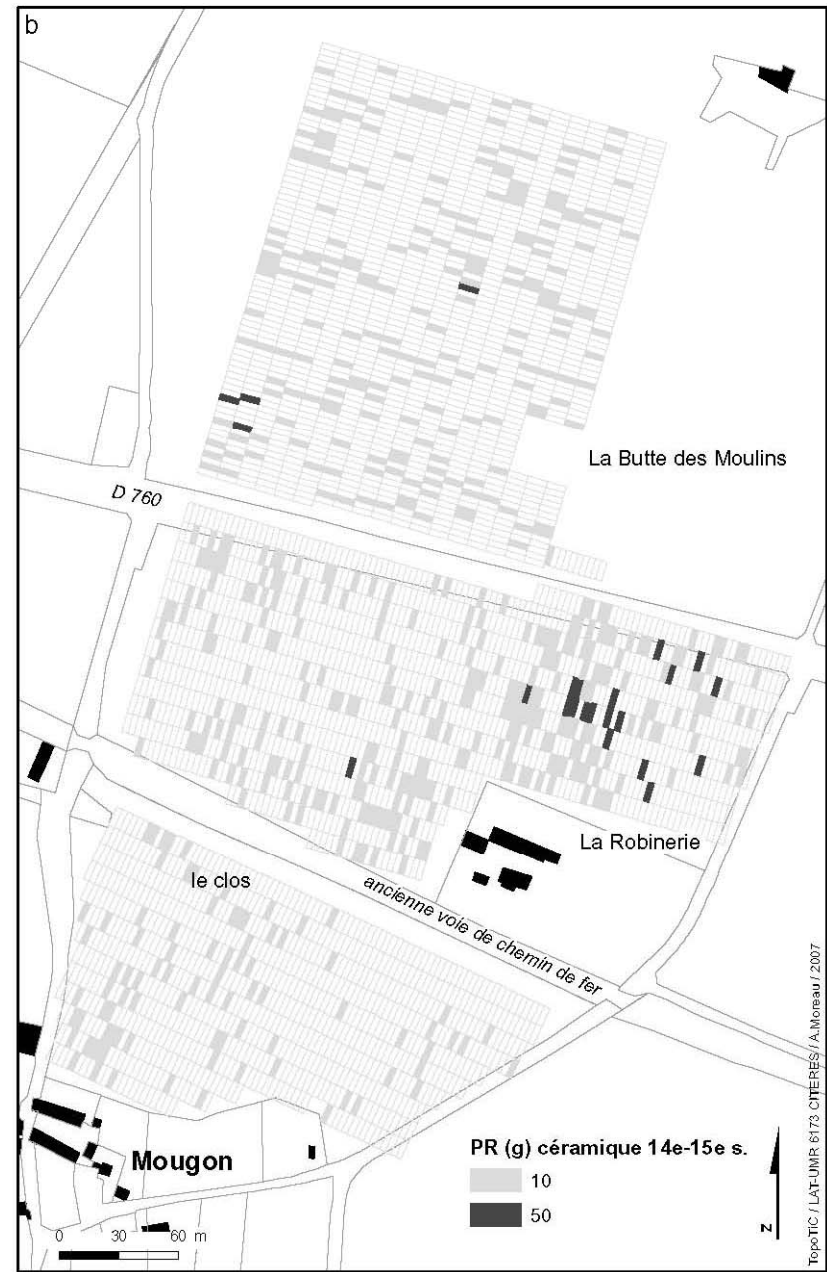 b
La Butte des Moulins
D 760
La Robinerie
le clos
ancienne voie de chemin de fer
Mougon
PR (g) céramique 14e-15e s.
10
50
0 30 60 m
N
TopoTiC / LAT-UMR 6173 CITERES / A.Moreau / 2007